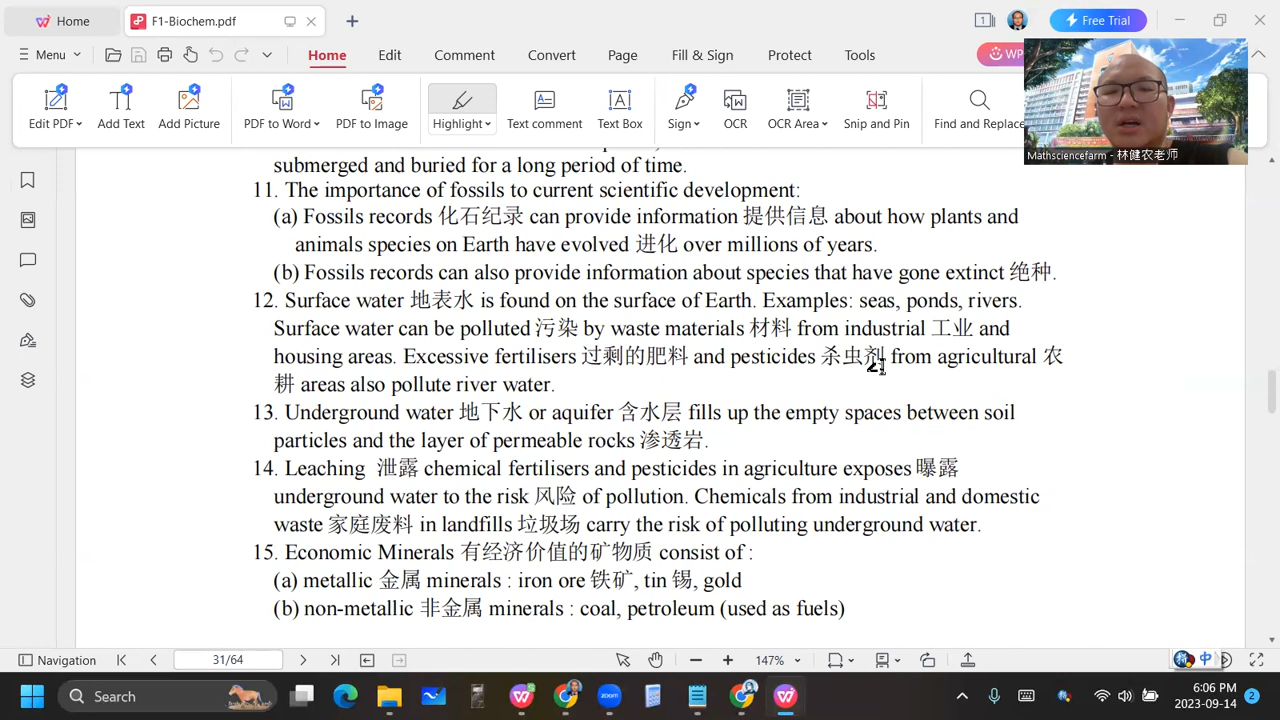 Home
F1-Biochem.pdf
1
Free Trial
Menu
Home
Edit
Comment
Convert
Page
Fill & Sign
Protect
Tools
WP
Edit PDF
Add Text
Add Picture
PDF to Word
PDF to Image
Highlight
Text comment
Text Box
Sign
OCR
OCR Area
Snip and Pin
Find and Replace
Mathsciencefarm - 林健农老师
submerged and buried for a long period of time.
11. The importance of fossils to current scientific development:
(a) Fossils records 化石纪录 can provide information 提供信息 about how plants and
animals species on Earth have evolved 进化 over millions of years.
(b) Fossils records can also provide information about species that have gone extinct 绝种.
12. Surface water 地表水 is found on the surface of Earth. Examples: seas, ponds, rivers.
Surface water can be polluted 污染 by waste materials 材料 from industrial 工业 and
housing areas. Excessive fertilisers 过剩的肥料 and pesticides 杀虫剂 from agricultural 农
耕 areas also pollute river water.
13. Underground water 地下水 or aquifer 含水层 fills up the empty spaces between soil
particles and the layer of permeable rocks 渗透岩.
14. Leaching 泄露 chemical fertilisers and pesticides in agriculture exposes 曝露
underground water to the risk 风险 of pollution. Chemicals from industrial and domestic
waste 家庭废料 in landfills 垃圾场 carry the risk of polluting underground water.
15. Economic Minerals 有经济价值的矿物质 consist of :
(a) metallic 金属 minerals : iron ore 铁矿, tin 锡, gold
(b) non-metallic 非金属 minerals : coal, petroleum (used as fuels)
Navigation
31/64
147%
中
Search
6:06 PM
2023-09-14
2